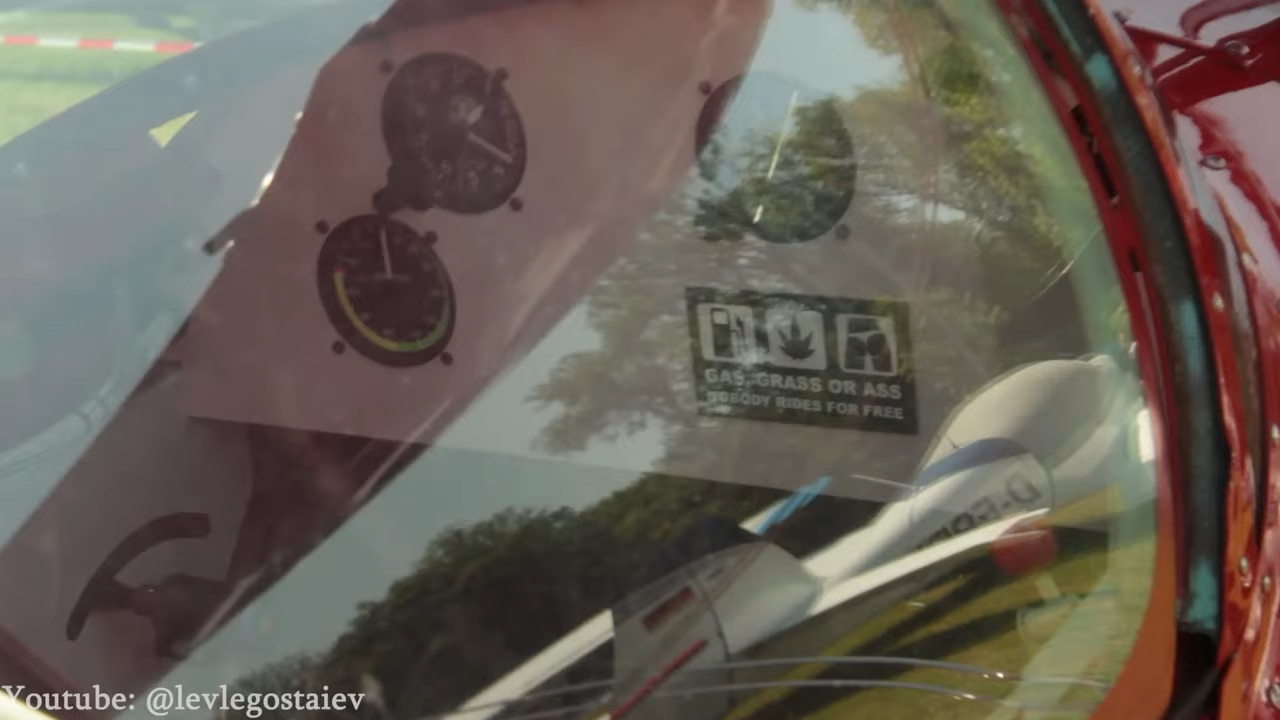 GAS, GRASS OR ASS
NOBODY RIDES FOR FREE
Youtube: @levlegostaiev